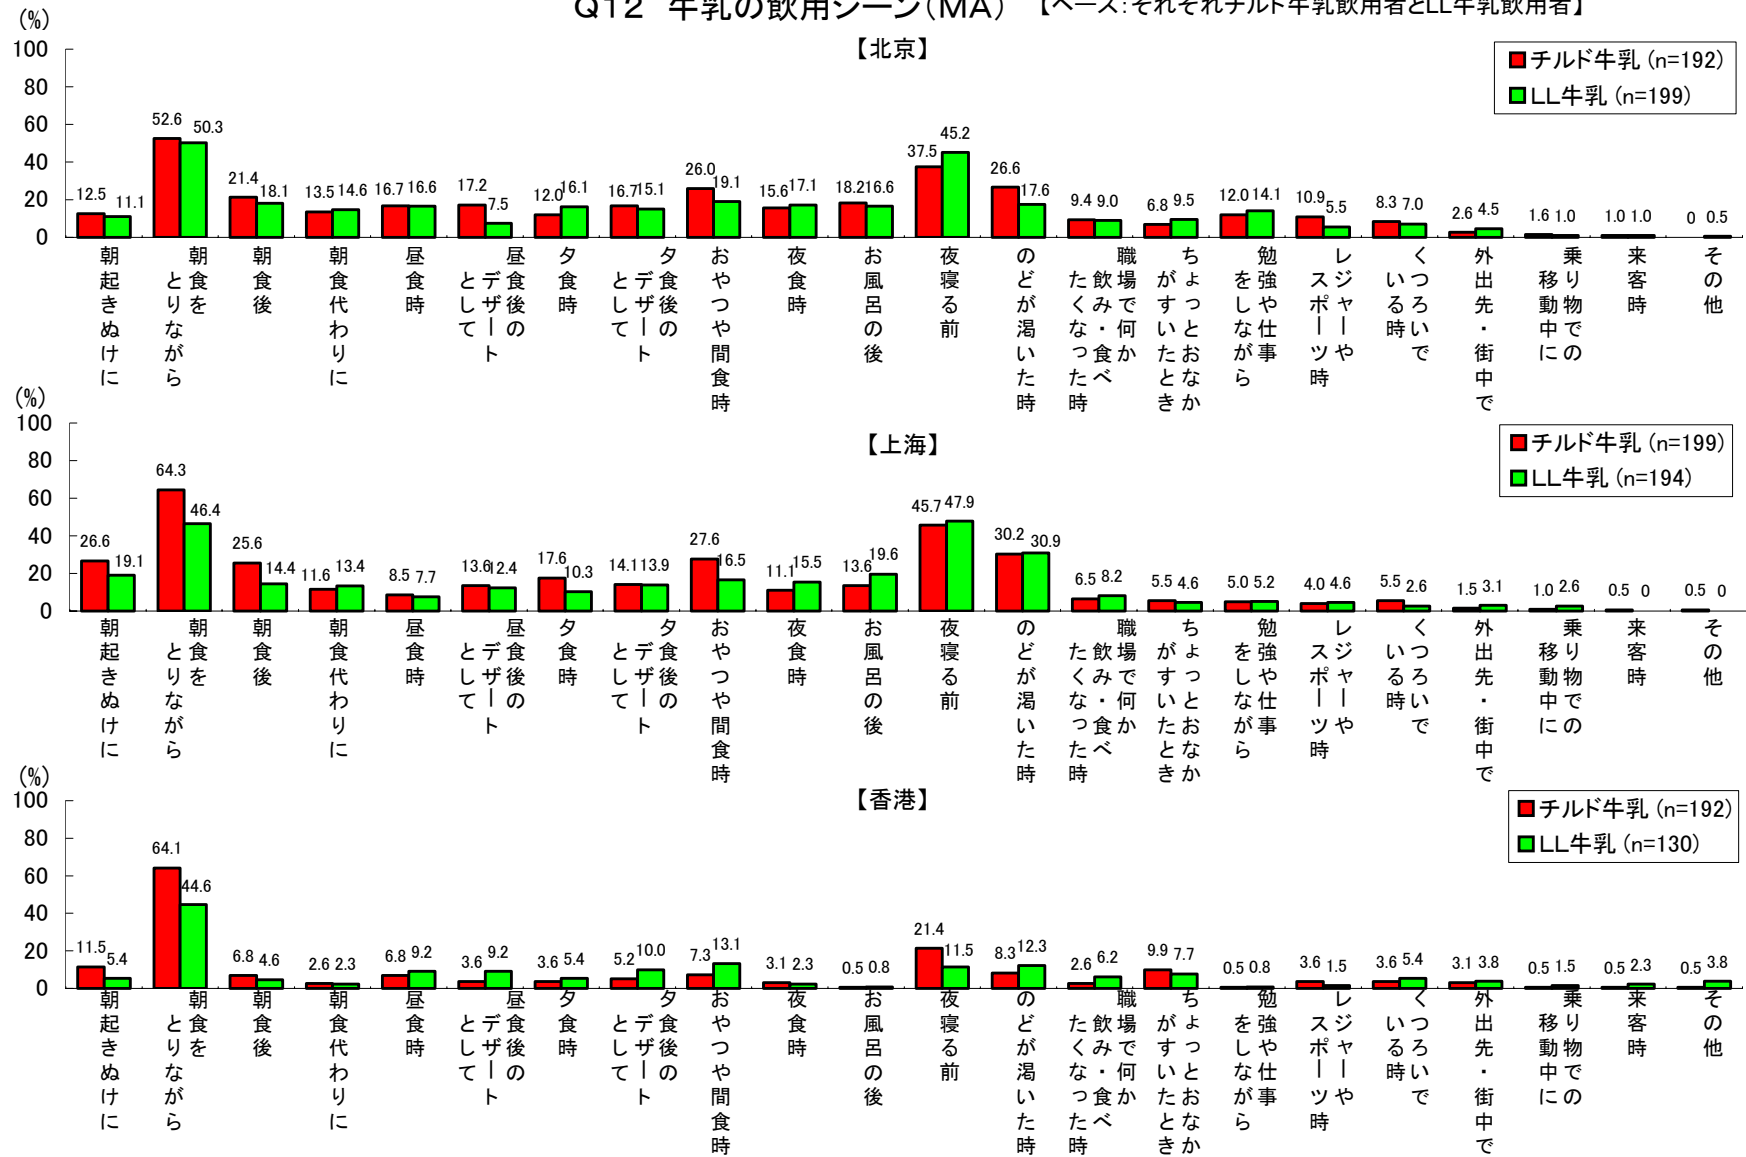 Q12 牛乳の飲用シーン(MA) 【ベース:それぞれチルド牛乳飲用者とLL牛乳飲用者】
(%)
【北京】
チルド牛乳 (n=192)
LL牛乳 (n=199)
100
80
60
40
20
0
12.5 11.1 52.6 50.3 21.4 18.1 13.5 14.6 16.7 16.6 17.2 7.5 12.0 16.1 16.7 15.1 26.0 19.1 15.6 17.1 18.2 16.6 37.5 45.2 26.6 17.6 9.4 9.0 6.8 9.5 12.0 14.1 10.9 5.5 8.3 7.0 2.6 4.5 1.6 1.0 1.0 1.0 0 0.5
朝起きぬけに
朝食を
とりながら
朝食後
朝食代わりに
昼食時
昼食後の
デザート
として
夕食時
夕食後の
デザート
として
おやつや間食時
夜食時
お風呂の後
夜寝る前
のどが渇いた時
職場で何か
飲み・食べ
たくなった時
ちょっとおなか
がすいたとき
勉強や仕事
をしながら
レジャーや
スポーツ時
くつろいで
いる時
外出先・街中で
乗り物での
移動中に
来客時
その他
(%)
【上海】
チルド牛乳 (n=199)
LL牛乳 (n=194)
100
80
60
40
20
0
26.6 19.1 64.3 46.4 25.6 14.4 11.6 13.4 8.5 7.7 13.6 12.4 17.6 10.3 14.1 13.9 27.6 16.5 11.1 15.5 13.6 19.6 45.7 47.9 30.2 30.9 6.5 8.2 5.5 4.6 5.0 5.2 4.0 4.6 5.5 2.6 1.5 3.1 1.0 2.6 0.5 0 0.5 0
朝起きぬけに
朝食を
とりながら
朝食後
朝食代わりに
昼食時
昼食後の
デザート
として
夕食時
夕食後の
デザート
として
おやつや間食時
夜食時
お風呂の後
夜寝る前
のどが渇いた時
職場で何か
飲み・食べ
たくなった時
ちょっとおなか
がすいたとき
勉強や仕事
をしながら
レジャーや
スポーツ時
くつろいで
いる時
外出先・街中で
乗り物での
移動中に
来客時
その他
(%)
【香港】
チルド牛乳 (n=192)
LL牛乳 (n=130)
100
80
60
40
20
0
11.5 5.4 64.1 44.6 6.8 4.6 2.6 2.3 6.8 9.2 3.6 9.2 3.6 5.4 5.2 10.0 7.3 13.1 3.1 2.3 0.5 0.8 21.4 11.5 8.3 12.3 2.6 6.2 9.9 7.7 0.5 0.8 3.6 1.5 3.6 5.4 3.1 3.8 0.5 1.5 0.5 2.3 0.5 3.8
朝起きぬけに
朝食を
とりながら
朝食後
朝食代わりに
昼食時
昼食後の
デザート
として
夕食時
夕食後の
デザート
として
おやつや間食時
夜食時
お風呂の後
夜寝る前
のどが渇いた時
職場で何か
飲み・食べ
たくなった時
ちょっとおなか
がすいたとき
勉強や仕事
をしながら
レジャーや
スポーツ時
くつろいで
いる時
外出先・街中で
乗り物での
移動中に
来客時
その他